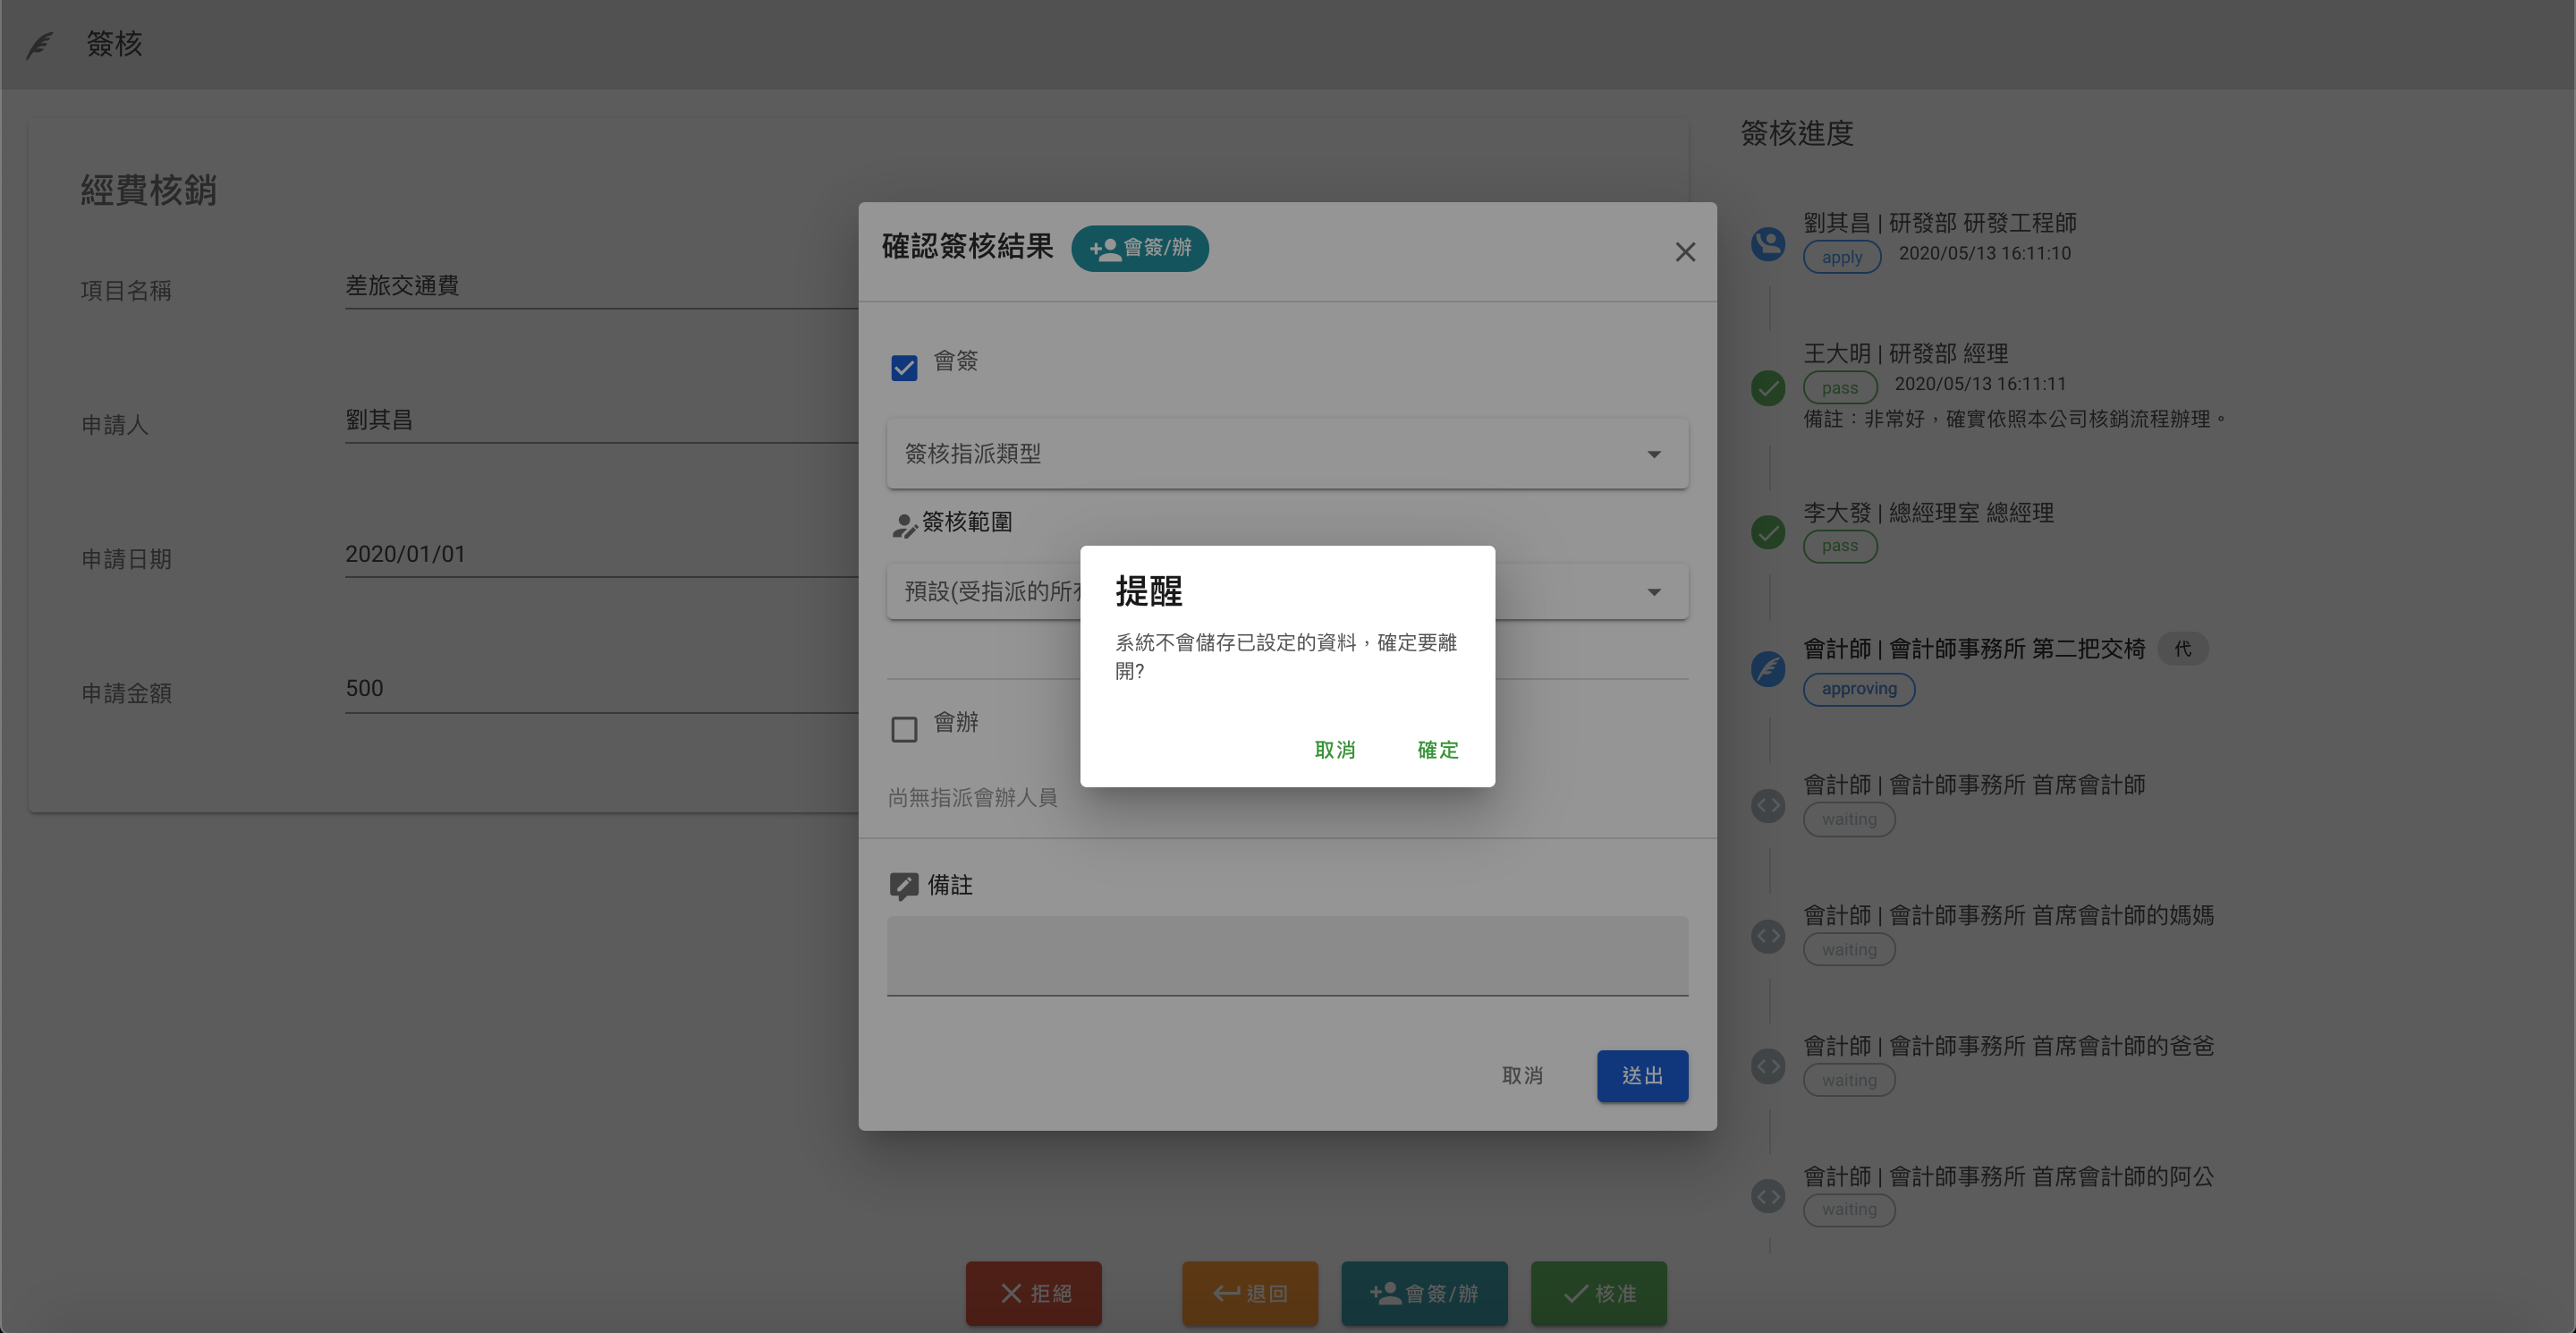 簽核
經費核銷
項目名稱
差旅交通費
申請人
劉其昌
申請日期
2020/01/01
申請金額
500
確認簽核結果
會簽/辦
會簽
簽核指派類型
簽核範圍
預設(受指派的所
會辦
尚無指派會辦人員
備註
取消
送出
提醒
系統不會儲存已設定的資料，確定要離
開?
取消
確定
拒絕
退回
會簽/辦
核准
簽核進度
劉其昌 | 研發部 研發工程師
apply 2020/05/13 16:11:10
王大明 | 研發部 經理
pass 2020/05/13 16:11:11
備註：非常好，確實依照本公司核銷流程辦理。
李大發 | 總經理室 總經理
pass
會計師 | 會計師事務所 第二把交椅 代
approving
會計師 | 會計師事務所 首席會計師
waiting
會計師 | 會計師事務所 首席會計師的媽媽
waiting
會計師 | 會計師事務所 首席會計師的爸爸
waiting
會計師 | 會計師事務所 首席會計師的阿公
waiting